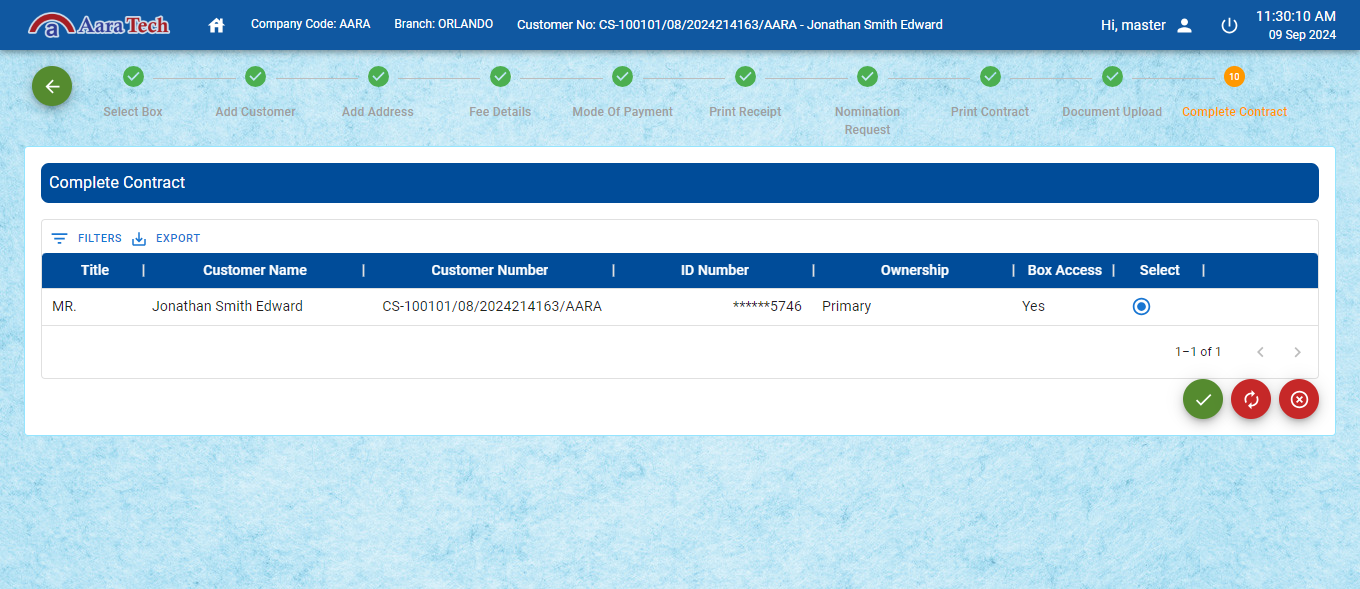 Aara Tech
Company Code: AARA
Branch: ORLANDO
Customer No: CS-100101/08/2024214163/AARA - Jonathan Smith Edward
Hi, master
11:30:10 AM
09 Sep 2024
Select Box
Add Customer
Add Address
Fee Details
Mode Of Payment
Print Receipt
Nomination
Request
Print Contract
Document Upload
10
Complete Contract
Complete Contract
FILTERS
EXPORT
Title | Customer Name | Customer Number | ID Number | Ownership | Box Access | Select |
MR. Jonathan Smith Edward CS-100101/08/2024214163/AARA ******5746 Primary Yes
1–1 of 1